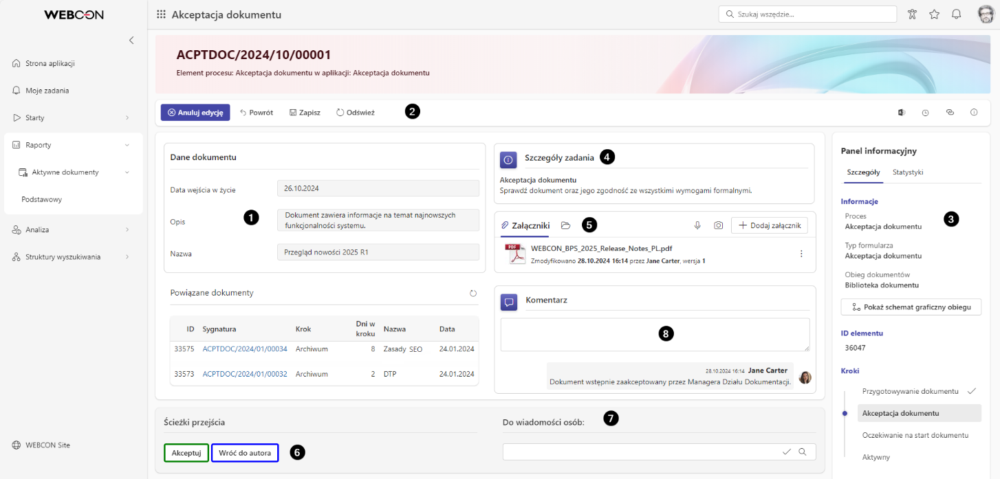 WEBCON
Akceptacja dokumentu
Szukaj wszędzie...
Strona aplikacji
Moje zadania
Starty
Raporty
Aktywne dokumenty
Podstawowy
Analiza
Struktury wyszukiwania
WEBCON Site
ACPTDOC/2024/10/00001
Element procesu: Akceptacja dokumentu w aplikacji: Akceptacja dokumentu
Anuluj edycję Powrót Zapisz Odśwież 2
Dane dokumentu
Data wejścia w życie 26.10.2024
Opis 1 Dokument zawiera informacje na temat najnowszych
funkcjonalności systemu.
Nazwa Przegląd nowości 2025 R1
Powiązane dokumenty
ID Sygnatura Krok Dni w kroku Nazwa Data
33575 ACPTDOC/2024/01/00034 Archiwum 8 Zasady SEO 24.01.2024
33573 ACPTDOC/2024/01/00032 Archiwum 2 DTP 24.01.2024
Szczegóły zadania 4
Akceptacja dokumentu
Sprawdź dokument oraz jego zgodność ze wszystkimi wymogami formalnymi.
Załączniki 5 Dodaj załącznik
PDF WEBCON_BPS_2025_Release_Notes_PL.pdf
Zmodyfikowano 28.10.2024 16:14 przez Jane Carter, wersja 1
Komentarz
8
28.10.2024 16:14 Jane Carter
Dokument wstępnie zaakceptowany przez Managera Działu Dokumentacji.
Ścieżki przejścia
Akceptuj Wróć do autora 6
Do wiadomości osób: 7
Panel informacyjny
Szczegóły Statystyki
Informacje
Proces
Akceptacja dokumentu 3
Typ formularza
Akceptacja dokumentu
Obieg dokumentów
Biblioteka dokumentu
Pokaż schemat graficzny obiegu
ID elementu
36047
Kroki
Przygotowywanie dokumentu
Akceptacja dokumentu
Oczekiwanie na start dokumentu
Aktywny